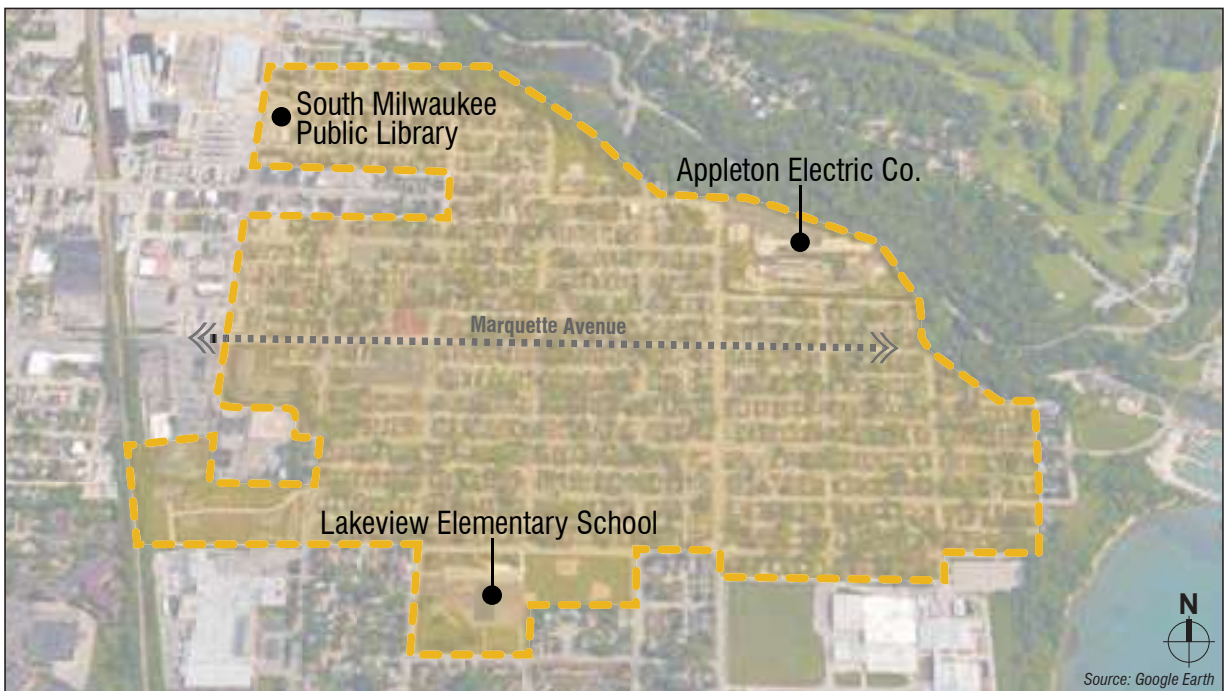 South Milwaukee
Public Library
Appleton Electric Co.
Marquette Avenue
Lakeview Elementary School
N
Source: Google Earth